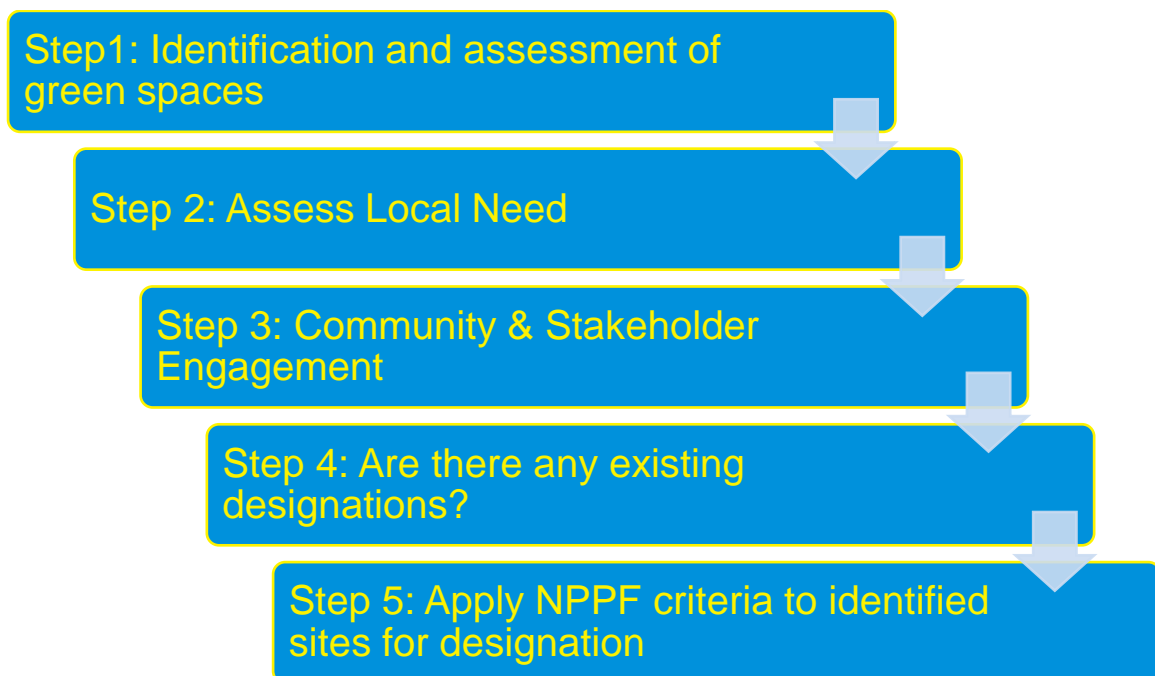 Step1: Identification and assessment of
green spaces
Step 2: Assess Local Need
Step 3: Community & Stakeholder
Engagement
Step 4: Are there any existing
designations?
Step 5: Apply NPPF criteria to identified
sites for designation